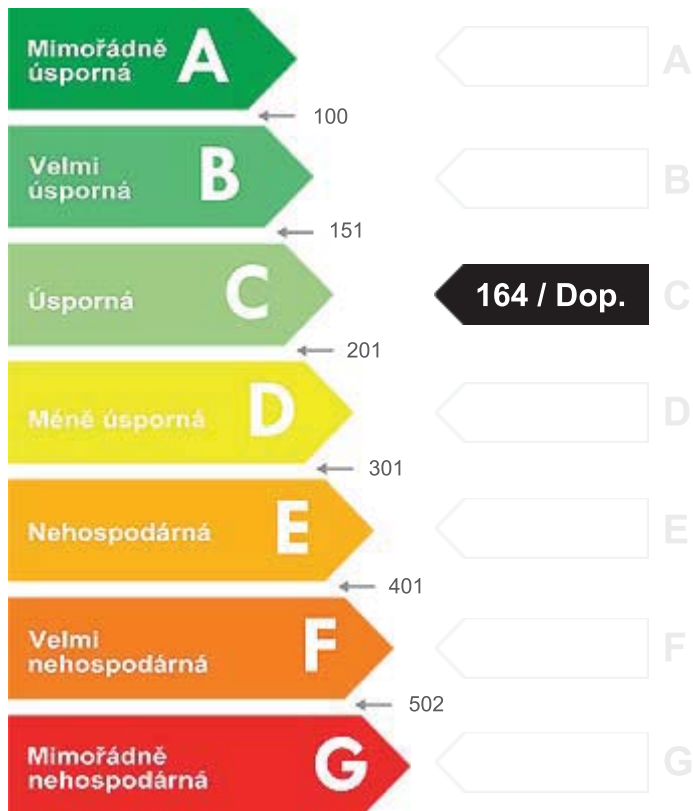 Mimořádně
úsporná
A
A
100
Velmi
úsporná
B
B
151
Úsporná
C
164 / Dop.
C
201
Méně úsporná
D
D
301
Nehospodárná
E
E
401
Velmi
nehospodárná
F
F
502
Mimořádně
nehospodárná
G
G